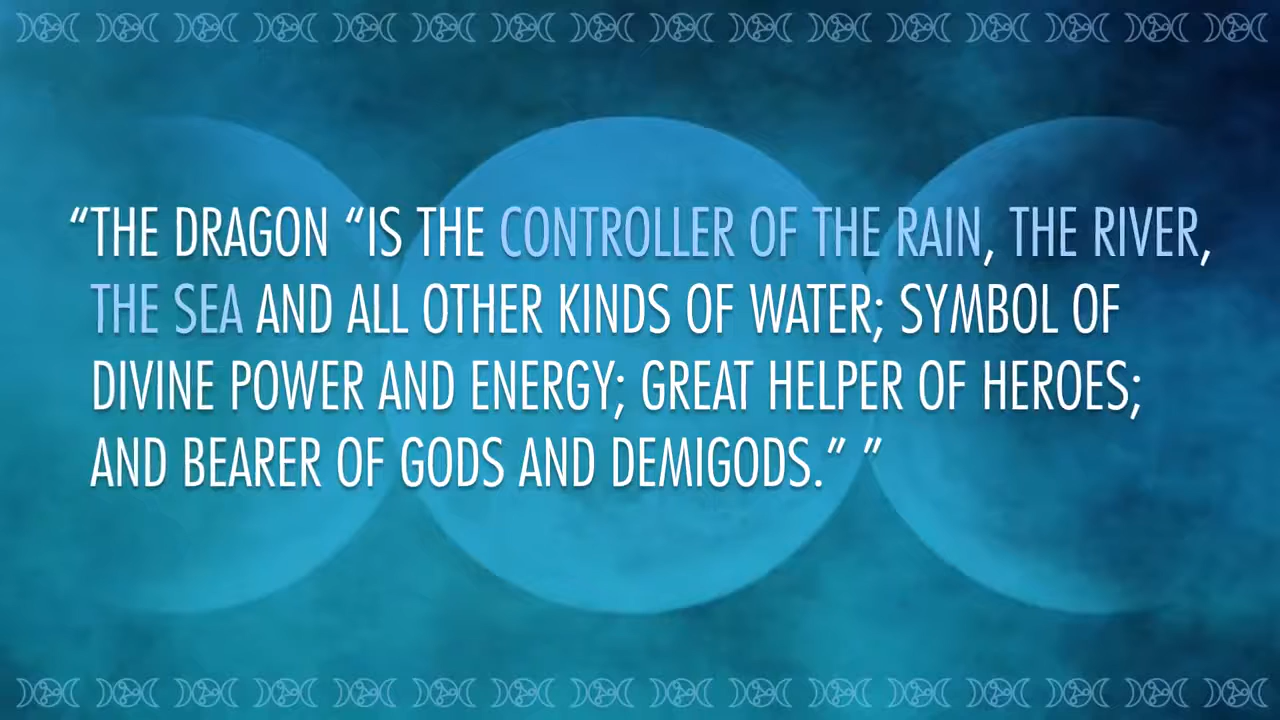 “THE DRAGON “IS THE CONTROLLER OF THE RAIN, THE RIVER,
THE SEA AND ALL OTHER KINDS OF WATER; SYMBOL OF
DIVINE POWER AND ENERGY; GREAT HELPER OF HEROES;
AND BEARER OF GODS AND DEMIGODS.” ”